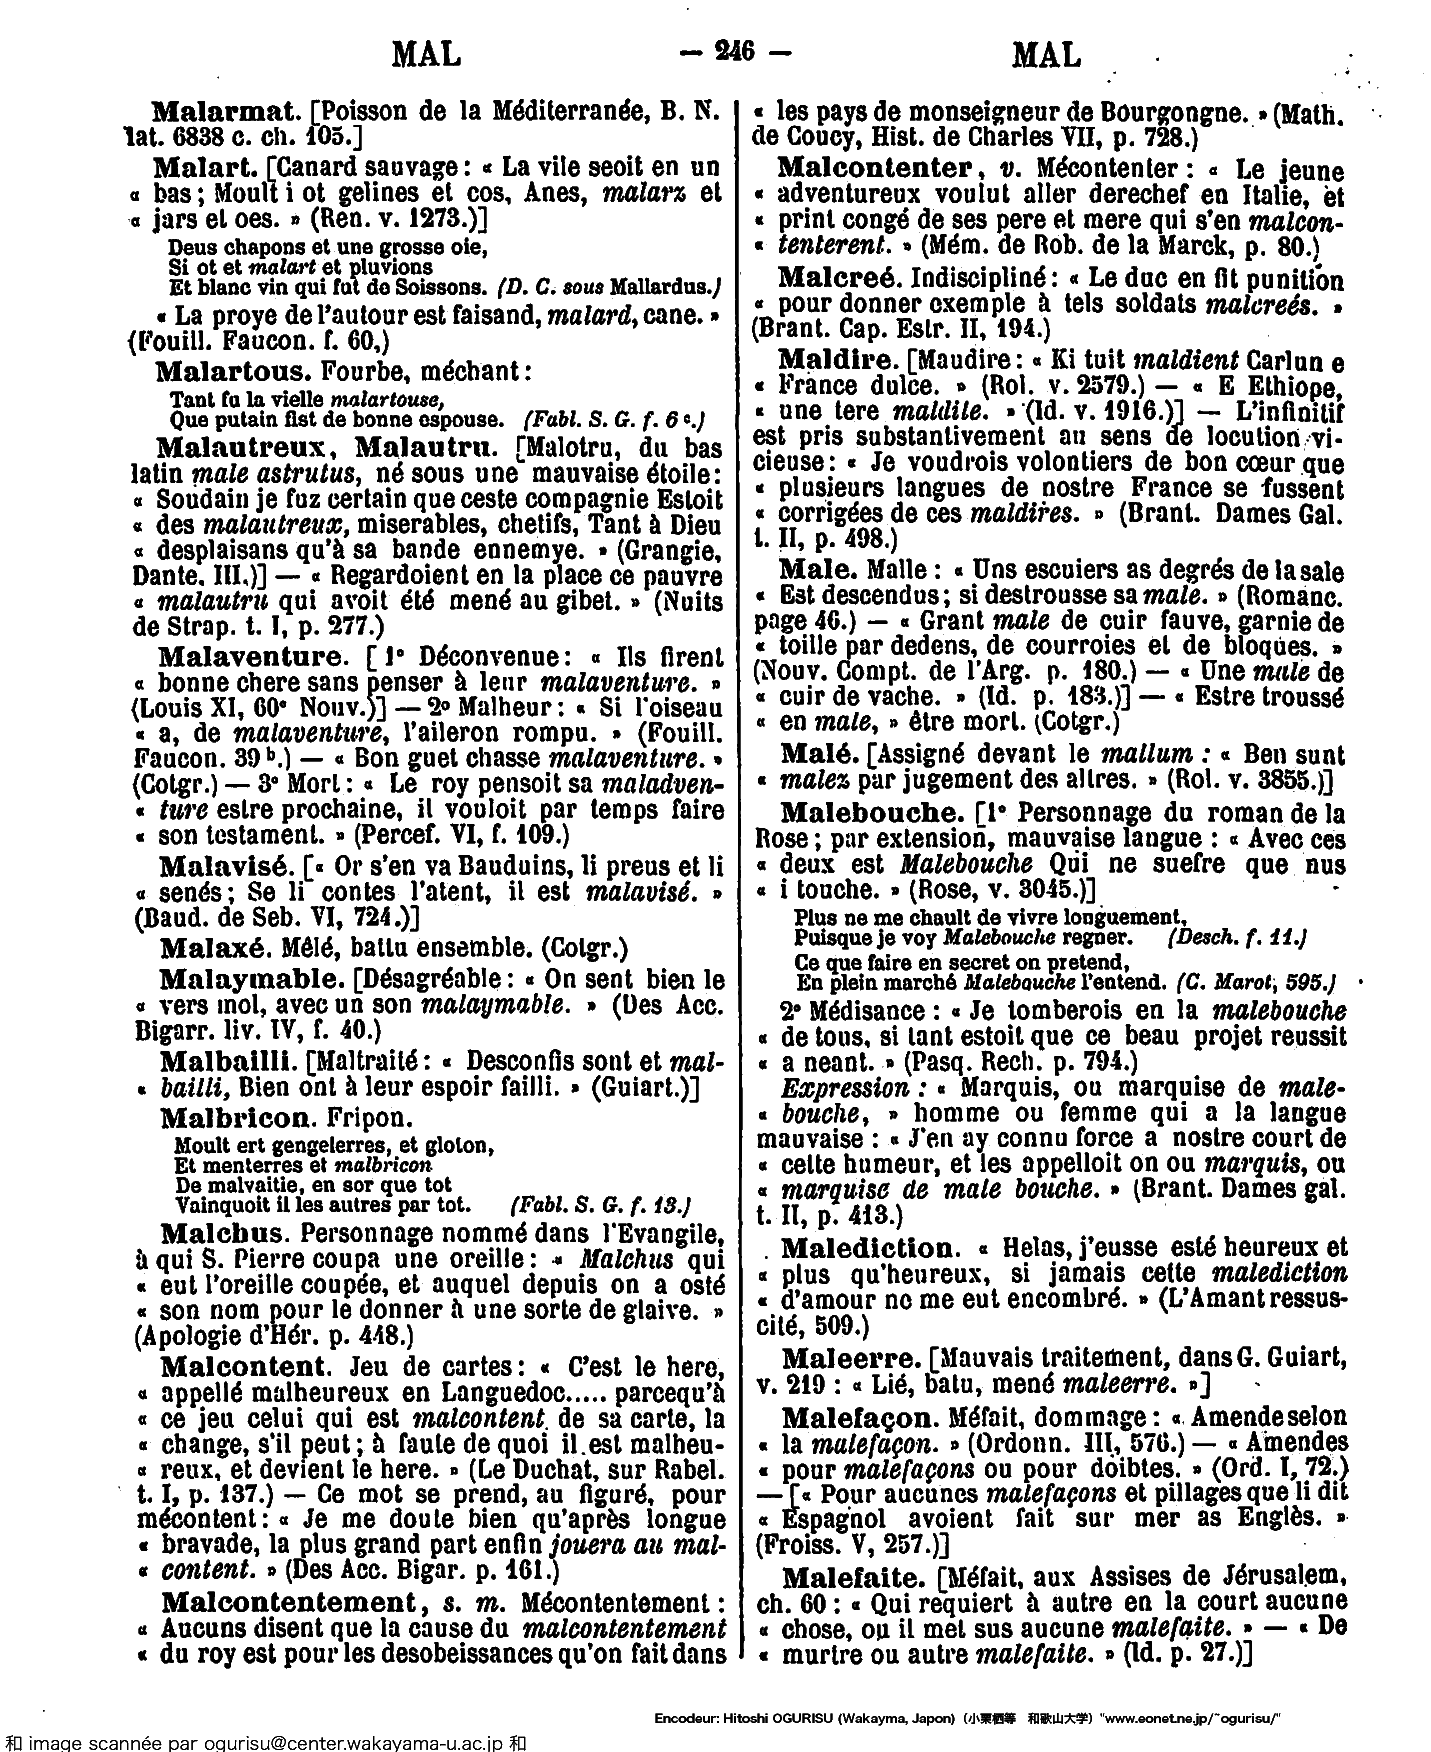 MAL — 246 — MAL
Malarmat. [Poisson de la Méditerranée, B. N.
lat. 6838 c. ch. 105.]
Malart. [Canard sauvage : « La vile seoit en un
« bas ; Moult i ot gelines et cos, Anes, malarz et
« jars et oes. » (Ren. v. 1273.)]
Deus chapons et une grosse oie,
Si ot et malart et pluvions
Et blanc vin qui fut de Soissons. (D. C. sous Mallardus.)
« La proye de l'autour est faisand, malard, cane. »
(Fouill. Faucon. f. 60,)
Malartous. Fourbe, méchant :
Tant fu la vielle malartouse,
Que putain fist de bonne espouse. (Fabl. S. G. f. 6 c.)
Malautreux, Malautru. [Malotru, du bas
latin male astrutus, né sous une mauvaise étoile :
« Soudain je fuz certain que ceste compagnie Estoit
« des malautreux, miserables, chetifs, Tant à Dieu
« desplaisans qu'à sa bande ennemye. » (Grangie,
Dante, III.)] — « Regardoient en la place ce pauvre
« malautru qui avoit été mené au gibet. » (Nuits
de Strap. t. I, p. 277.)
Malaventure. [1° Déconvenue : « Ils firent
« bonne chere sans penser à leur malaventure. »
(Louis XI, 60e Nouv.)] — 2° Malheur : « Si l'oiseau
« a, de malaventure, l'aileron rompu. » (Fouill.
Faucon. 39 b.) — « Bon guet chasse malaventure. »
(Cotgr.) — 3° Mort : « Le roy pensoit sa maladven-
« ture estre prochaine, il vouloit par temps faire
« son testament. » (Percef. VI, f. 109.)
Malavisé. [« Or s'en va Bauduins, li preus et li
« senés ; Se li contes l'atent, il est malavisé. »
(Baud. de Seb. VI, 724.)]
Malaxé. Mêlé, battu ensemble. (Cotgr.)
Malaymable. [Désagréable : « On sent bien le
« vers mol, avec un son malaymable. » (Des Acc.
Bigarr. liv. IV, f. 40.)
Malbailli. [Maltraité : « Desconfis sont et mal-
« bailli, Bien ont à leur espoir failli. » (Guiart.)]
Malbricon. Fripon.
Moult ert gengelerres, et gloton,
Et menterres et malbricon
De malvaitie, en sor que tot
Vainquoit il les autres par tot. (Fabl. S. G. f. 13.)
Malchus. Personnage nommé dans l'Evangile,
à qui S. Pierre coupa une oreille : « Malchus qui
« eut l'oreille coupée, et auquel depuis on a osté
« son nom pour le donner à une sorte de glaive. »
(Apologie d'Hér. p. 448.)
Malcontent. Jeu de cartes : « C'est le here,
« appellé malheureux en Languedoc..... parcequ'à
« ce jeu celui qui est malcontent de sa carte, la
« change, s'il peut ; à faute de quoi il est malheu-
« reux, et devient le here. » (Le Duchat, sur Rabel.
t. I, p. 137.) — Ce mot se prend, au figuré, pour
mécontent : « Je me doute bien qu'après longue
« bravade, la plus grand part enfin jouera au mal-
« content. » (Des Acc. Bigar. p. 161.)
Malcontentement, s. m. Mécontentement :
« Aucuns disent que la cause du malcontentement
« du roy est pour les desobeissances qu'on fait dans
« les pays de monseigneur de Bourgongne. » (Math.
de Coucy, Hist. de Charles VII, p. 728.)
Malcontenter, v. Mécontenter : « Le jeune
« adventureux voulut aller derechef en Italie, et
« print congé de ses pere et mere qui s'en malcon-
« tenterent. » (Mém. de Rob. de la Marck, p. 80.)
Malcreé. Indiscipliné : « Le duc en fit punition
« pour donner exemple à tels soldats malcreés. »
(Brant. Cap. Estr. II, 194.)
Maldire. [Maudire : « Ki tuit maldient Carlun e
« France dulce. » (Rol. v. 2579.) — « E Ethiope,
« une tere maldite. » (Id. v. 1916.)] — L'infinitif
est pris substantivement au sens de locution vi-
cieuse : « Je voudrois volontiers de bon cœur que
« plusieurs langues de nostre France se fussent
« corrigées de ces maldires. » (Brant. Dames Gal.
t. II, p. 498.)
Male. Malle : « Uns escuiers as degrés de la sale
« Est descendus ; si destrousse sa male. » (Romanc.
page 46.) — « Grant male de cuir fauve, garnie de
« toille par dedens, de courroies et de bloques. »
(Nouv. Compt. de l'Arg. p. 180.) — « Une male de
« cuir de vache. » (Id. p. 183.)] — « Estre troussé
« en male, » être mort. (Cotgr.)
Malé. [Assigné devant le mallum : « Ben sunt
« malez par jugement des altres. » (Rol. v. 3855.)]
Malebouche. [1° Personnage du roman de la
Rose ; par extension, mauvaise langue : « Avec ces
« deux est Malebouche Qui ne suefre que nus
« i touche. » (Rose, v. 3045.)]
Plus ne me chault de vivre longuement,
Puisque je voy Malebouche regner. (Desch. f. 11.)
Ce que faire en secret on pretend,
En plein marché Malebouche l'entend. (C. Marot, 595.)
2° Médisance : « Je tomberois en la malebouche
« de tous, si tant estoit que ce beau projet reussit
« a neant. » (Pasq. Rech. p. 794.)
Expression : « Marquis, ou marquise de male-
« bouche, » homme ou femme qui a la langue
mauvaise : « J'en ay connu force a nostre court de
« cette humeur, et les appelloit on ou marquis, ou
« marquise de male bouche. » (Brant. Dames gal.
t. II, p. 413.)
Malediction. « Helas, j'eusse esté heureux et
« plus qu'heureux, si jamais cette malediction
« d'amour ne me eut encombré. » (L'Amant ressus-
cité, 509.)
Maleerre. [Mauvais traitement, dans G. Guiart,
v. 219 : « Lié, batu, mené maleerre. »]
Malefaçon. Méfait, dommage : « Amende selon
« la malefaçon. » (Ordonn. III, 576.) — « Amendes
« pour malefaçons ou pour doibtes. » (Ord. I, 72.)
— [« Pour aucunes malefaçons et pillages que li dit
« Espagnol avoient fait sur mer as Englès. »
(Froiss. V, 257.)]
Malefaite. [Méfait, aux Assises de Jérusalem,
ch. 60 : « Qui requiert à autre en la court aucune
« chose, ou il met sus aucune malefaite. » — « De
« murtre ou autre malefaite. » (Id. p. 27.)]
Encodeur: Hitoshi OGURISU (Wakayma, Japon) (小栗栖等 和歌山大学) "www.eonet.ne.jp/~ogurisu/"
和 image scannée par ogurisu@center.wakayama-u.ac.jp 和